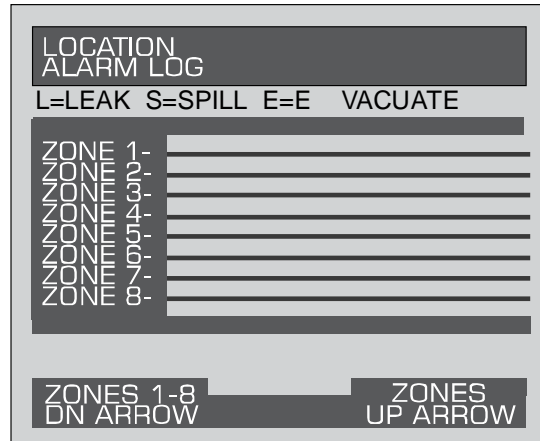 LOCATION
ALARM LOG
L=LEAK S=SPILL E=E VACUATE
ZONE 1-
ZONE 2-
ZONE 3-
ZONE 4-
ZONE 5-
ZONE 6-
ZONE 7-
ZONE 8-
ZONES 1-8 ZONES
DN ARROW UP ARROW